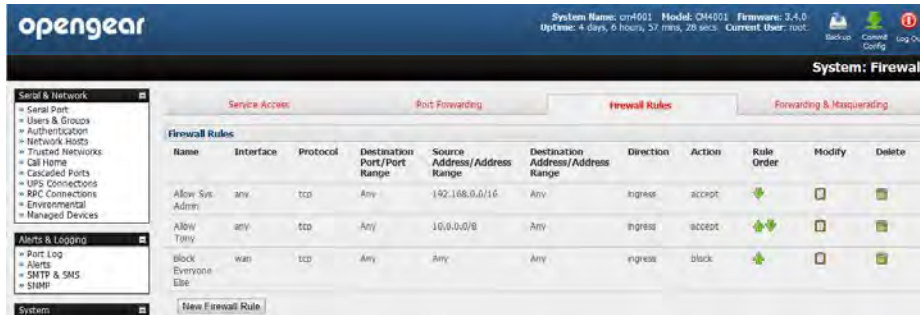 opengear
System Name: cm4001 Model: CM4001 Firmware: 3.4.0
Uptime: 4 days, 6 hours, 57 mins, 28 secs Current User: root
Backup
Commit Config
Log Ou
System: Firewal
Serial & Network
Serial Port
Users & Groups
Authentication
Network Hosts
Trusted Networks
Call Home
Cascaded Ports
UPS Connections
RPC Connections
Environmental
Managed Devices
Alerts & Logging
Port Log
Alerts
SMTP & SMS
SNMP
System
Service Access Port Forwarding Firewall Rules Forwarding & Masquerading
Firewall Rules
Name Interface Protocol Destination Port/Port Range Source Address/Address Range Destination Address/Address Range Direction Action Rule Order Modify Delete
Allow Sys Admin any tcp Any 192.168.0.0/16 Any ingress accept
Allow Tony any tcp Any 10.0.0.0/8 Any ingress accept
Block Everyone Else wan tcp Any Any Any ingress block
New Firewall Rule